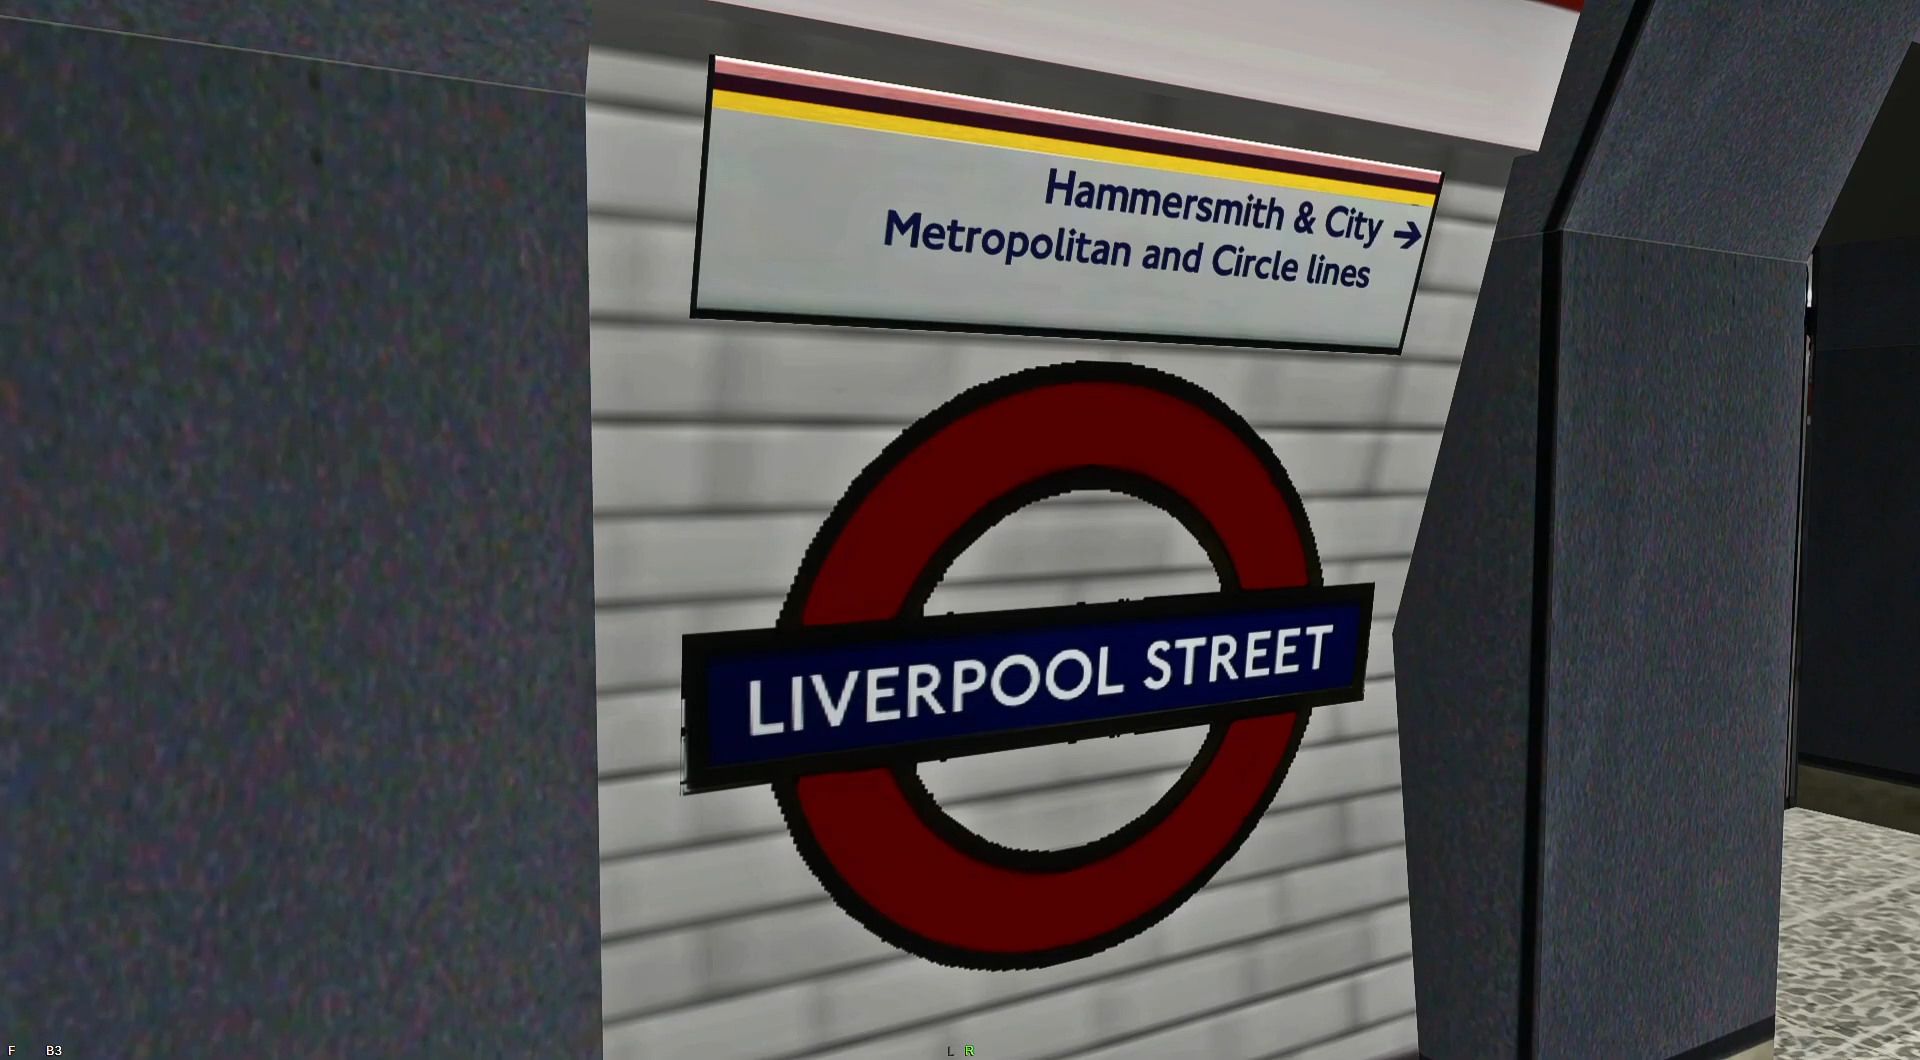 Hammersmith & City →
Metropolitan and Circle lines
LIVERPOOL STREET
F B3
L R